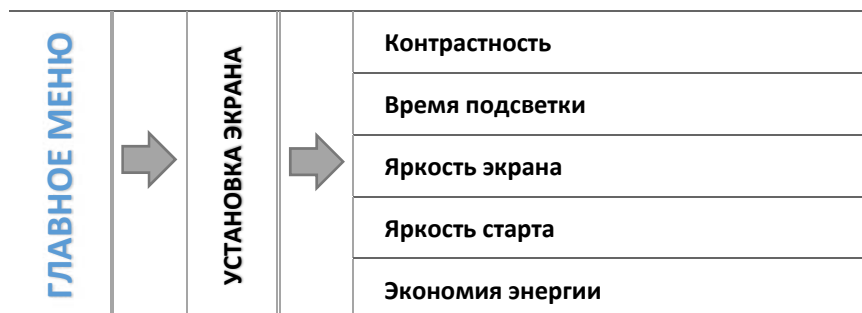 ГЛАВНОЕ МЕНЮ
УСТАНОВКА ЭКРАНА
Контрастность
Время подсветки
Яркость экрана
Яркость старта
Экономия энергии